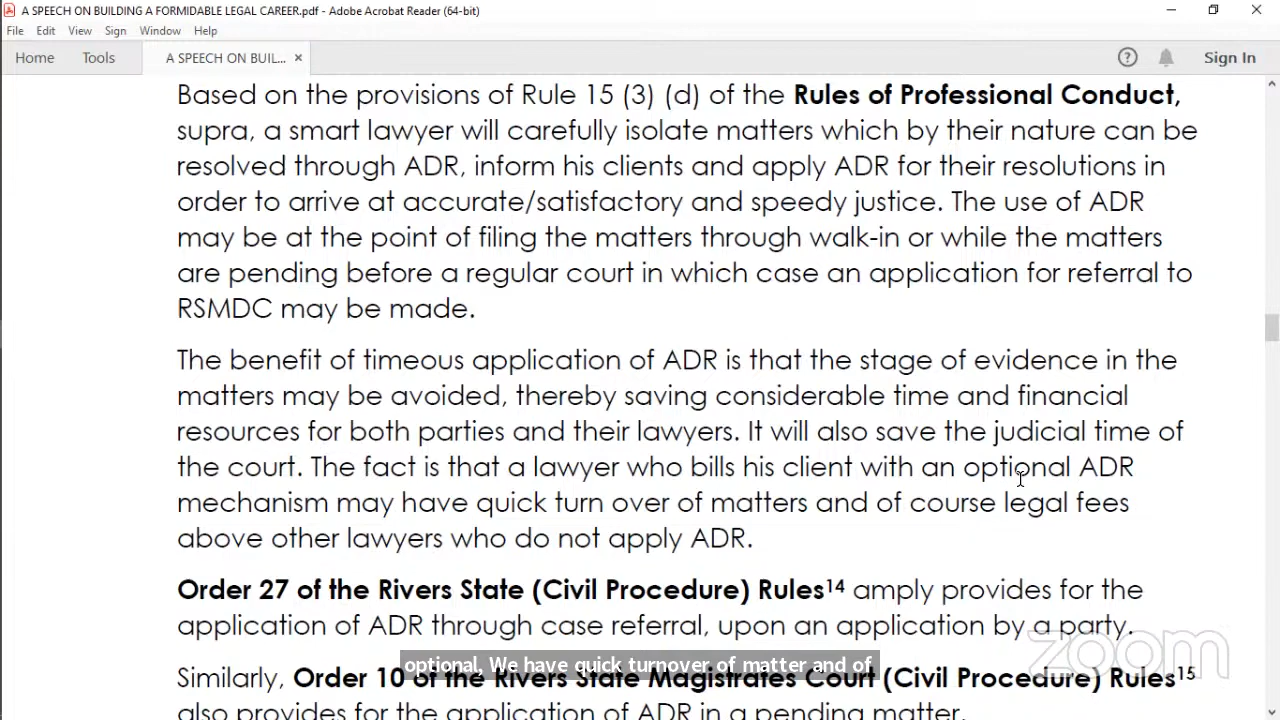 A SPEECH ON BUILDING A FORMIDABLE LEGAL CAREER.pdf - Adobe Acrobat Reader (64-bit)
File Edit View Sign Window Help
Home Tools A SPEECH ON BUIL... × Sign In
Based on the provisions of Rule 15 (3) (d) of the Rules of Professional Conduct,
supra, a smart lawyer will carefully isolate matters which by their nature can be
resolved through ADR, inform his clients and apply ADR for their resolutions in
order to arrive at accurate/satisfactory and speedy justice. The use of ADR
may be at the point of filing the matters through walk-in or while the matters
are pending before a regular court in which case an application for referral to
RSMDC may be made.
The benefit of timeous application of ADR is that the stage of evidence in the
matters may be avoided, thereby saving considerable time and financial
resources for both parties and their lawyers. It will also save the judicial time of
the court. The fact is that a lawyer who bills his client with an optional ADR
mechanism may have quick turn over of matters and of course legal fees
above other lawyers who do not apply ADR.
Order 27 of the Rivers State (Civil Procedure) Rules¹⁴ amply provides for the
application of ADR through case referral, upon an application by a party.
optional, We have quick turnover of matter and of
zoom
Similarly, Order 10 of the Rivers State Magistrates Court (Civil Procedure) Rules¹⁵
also provides for the application of ADR in a pending matter.